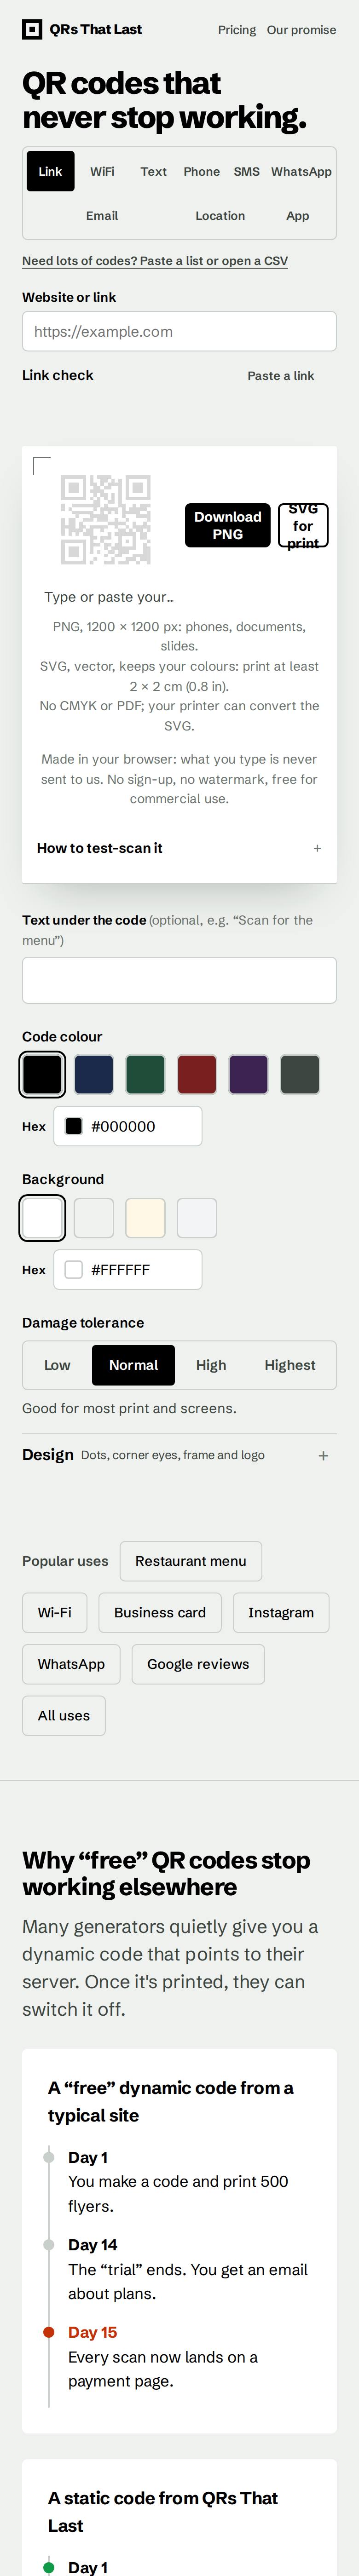 QRs That Last
Pricing Our promise
QR codes that
never stop working.
Link WiFi Text Phone SMS WhatsApp
Email Location App
Need lots of codes? Paste a list or open a CSV
Website or link
https://example.com
Link check Paste a link
Download
PNG
SVG
for
print
Type or paste your..
PNG, 1200 × 1200 px: phones, documents,
slides.
SVG, vector, keeps your colours: print at least
2 × 2 cm (0.8 in).
No CMYK or PDF; your printer can convert the
SVG.
Made in your browser: what you type is never
sent to us. No sign-up, no watermark, free for
commercial use.
How to test-scan it +
Text under the code (optional, e.g. “Scan for the
menu”)
Code colour
Hex #000000
Background
Hex #FFFFFF
Damage tolerance
Low Normal High Highest
Good for most print and screens.
Design Dots, corner eyes, frame and logo +
Popular uses Restaurant menu
Wi-Fi Business card Instagram
WhatsApp Google reviews
All uses
Why “free” QR codes stop
working elsewhere
Many generators quietly give you a
dynamic code that points to their
server. Once it's printed, they can
switch it off.
A “free” dynamic code from a
typical site
Day 1
You make a code and print 500
flyers.
Day 14
The “trial” ends. You get an email
about plans.
Day 15
Every scan now lands on a
payment page.
A static code from QRs That
Last
Day 1